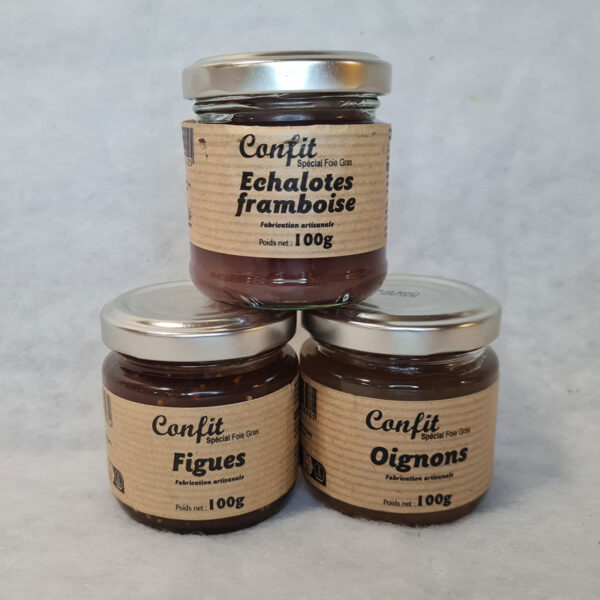 Confit
Spécial Foie Gras
Echalotes
framboise
Fabrication artisanale
Poids net : 100g
Confit
Spécial Foie Gras
Figues
Fabrication artisanale
Poids net : 100g
Confit
Spécial Foie Gras
Oignons
Fabrication artisanale
Poids net : 100g